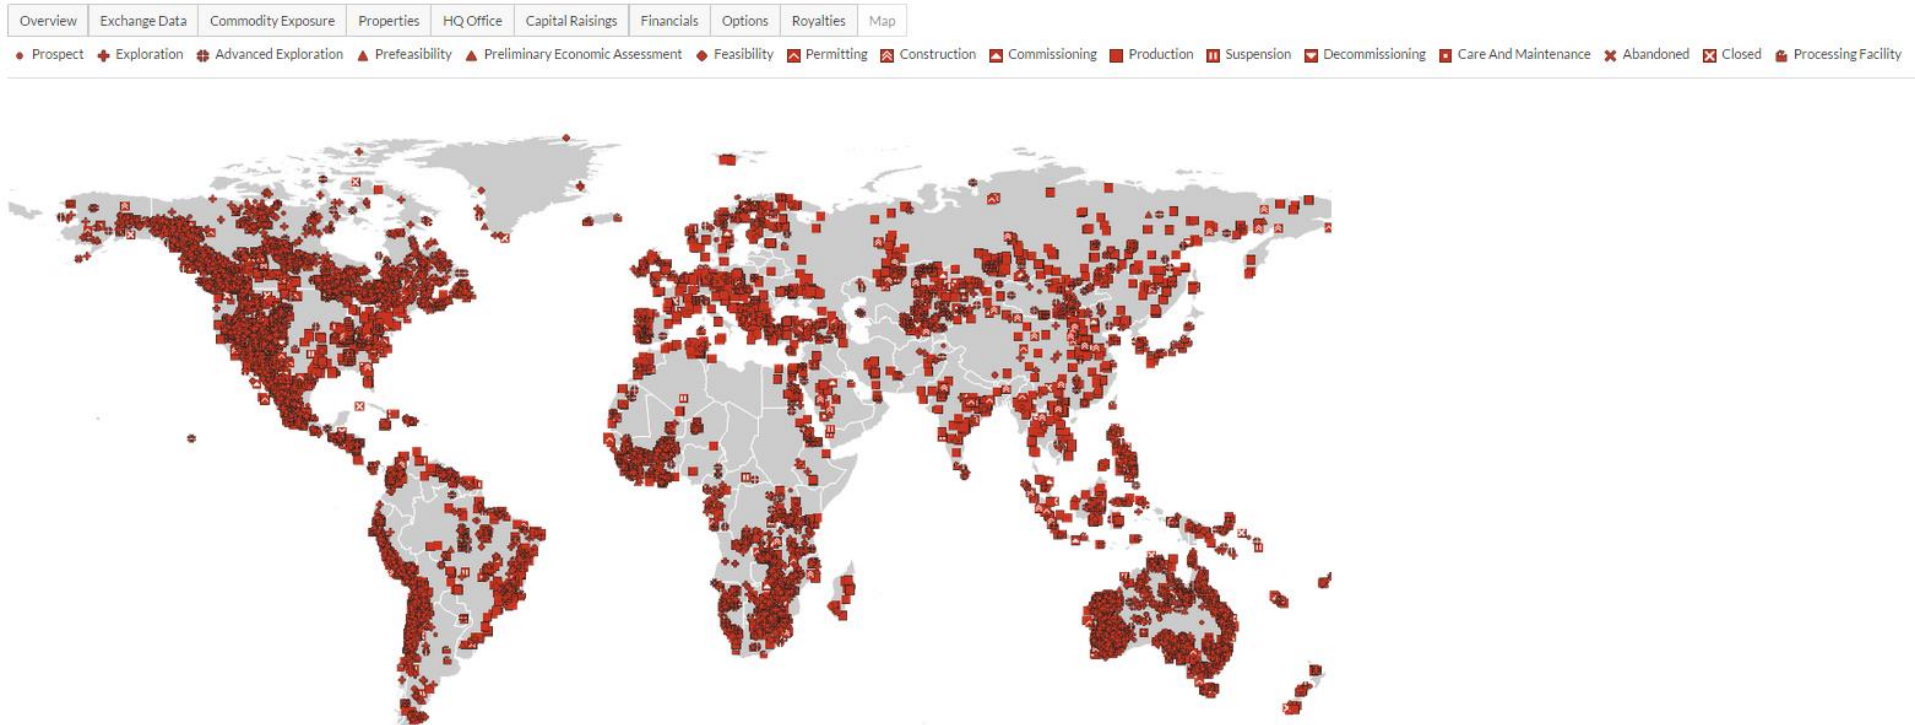 Overview Exchange Data Commodity Exposure Properties HQ Office Capital Raisings Financials Options Royalties Map
Prospect Exploration Advanced Exploration Prefeasibility Preliminary Economic Assessment Feasibility Permitting Construction Commissioning Production Suspension Decommissioning Care And Maintenance Abandoned Closed Processing Facility